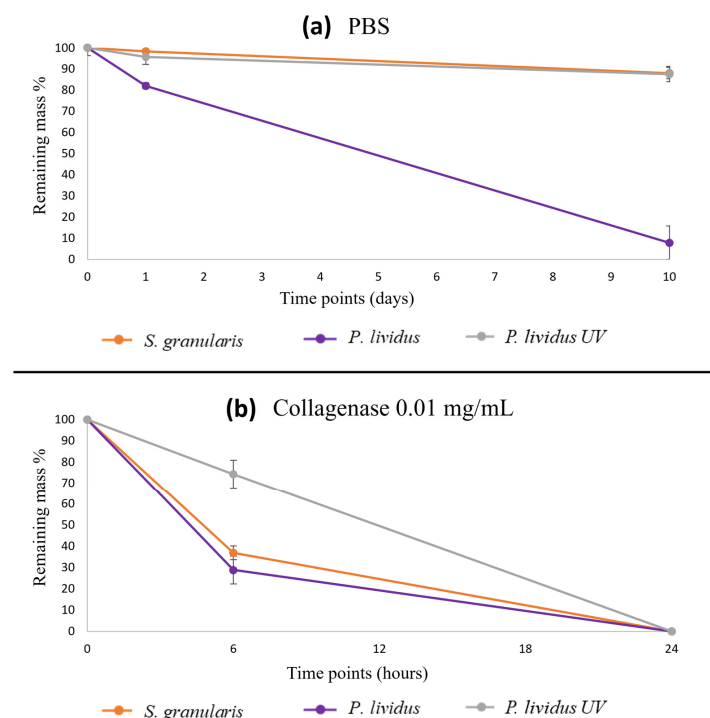 (a) PBS
100
90
80
70
60
50
40
30
20
10
0
Remaining mass %
0 1 2 3 4 5 6 7 8 9 10
Time points (days)
S. granularis P. lividus P. lividus UV
(b) Collagenase 0.01 mg/mL
100
90
80
70
60
50
40
30
20
10
0
Remaining mass %
0 6 12 18 24
Time points (hours)
S. granularis P. lividus P. lividus UV